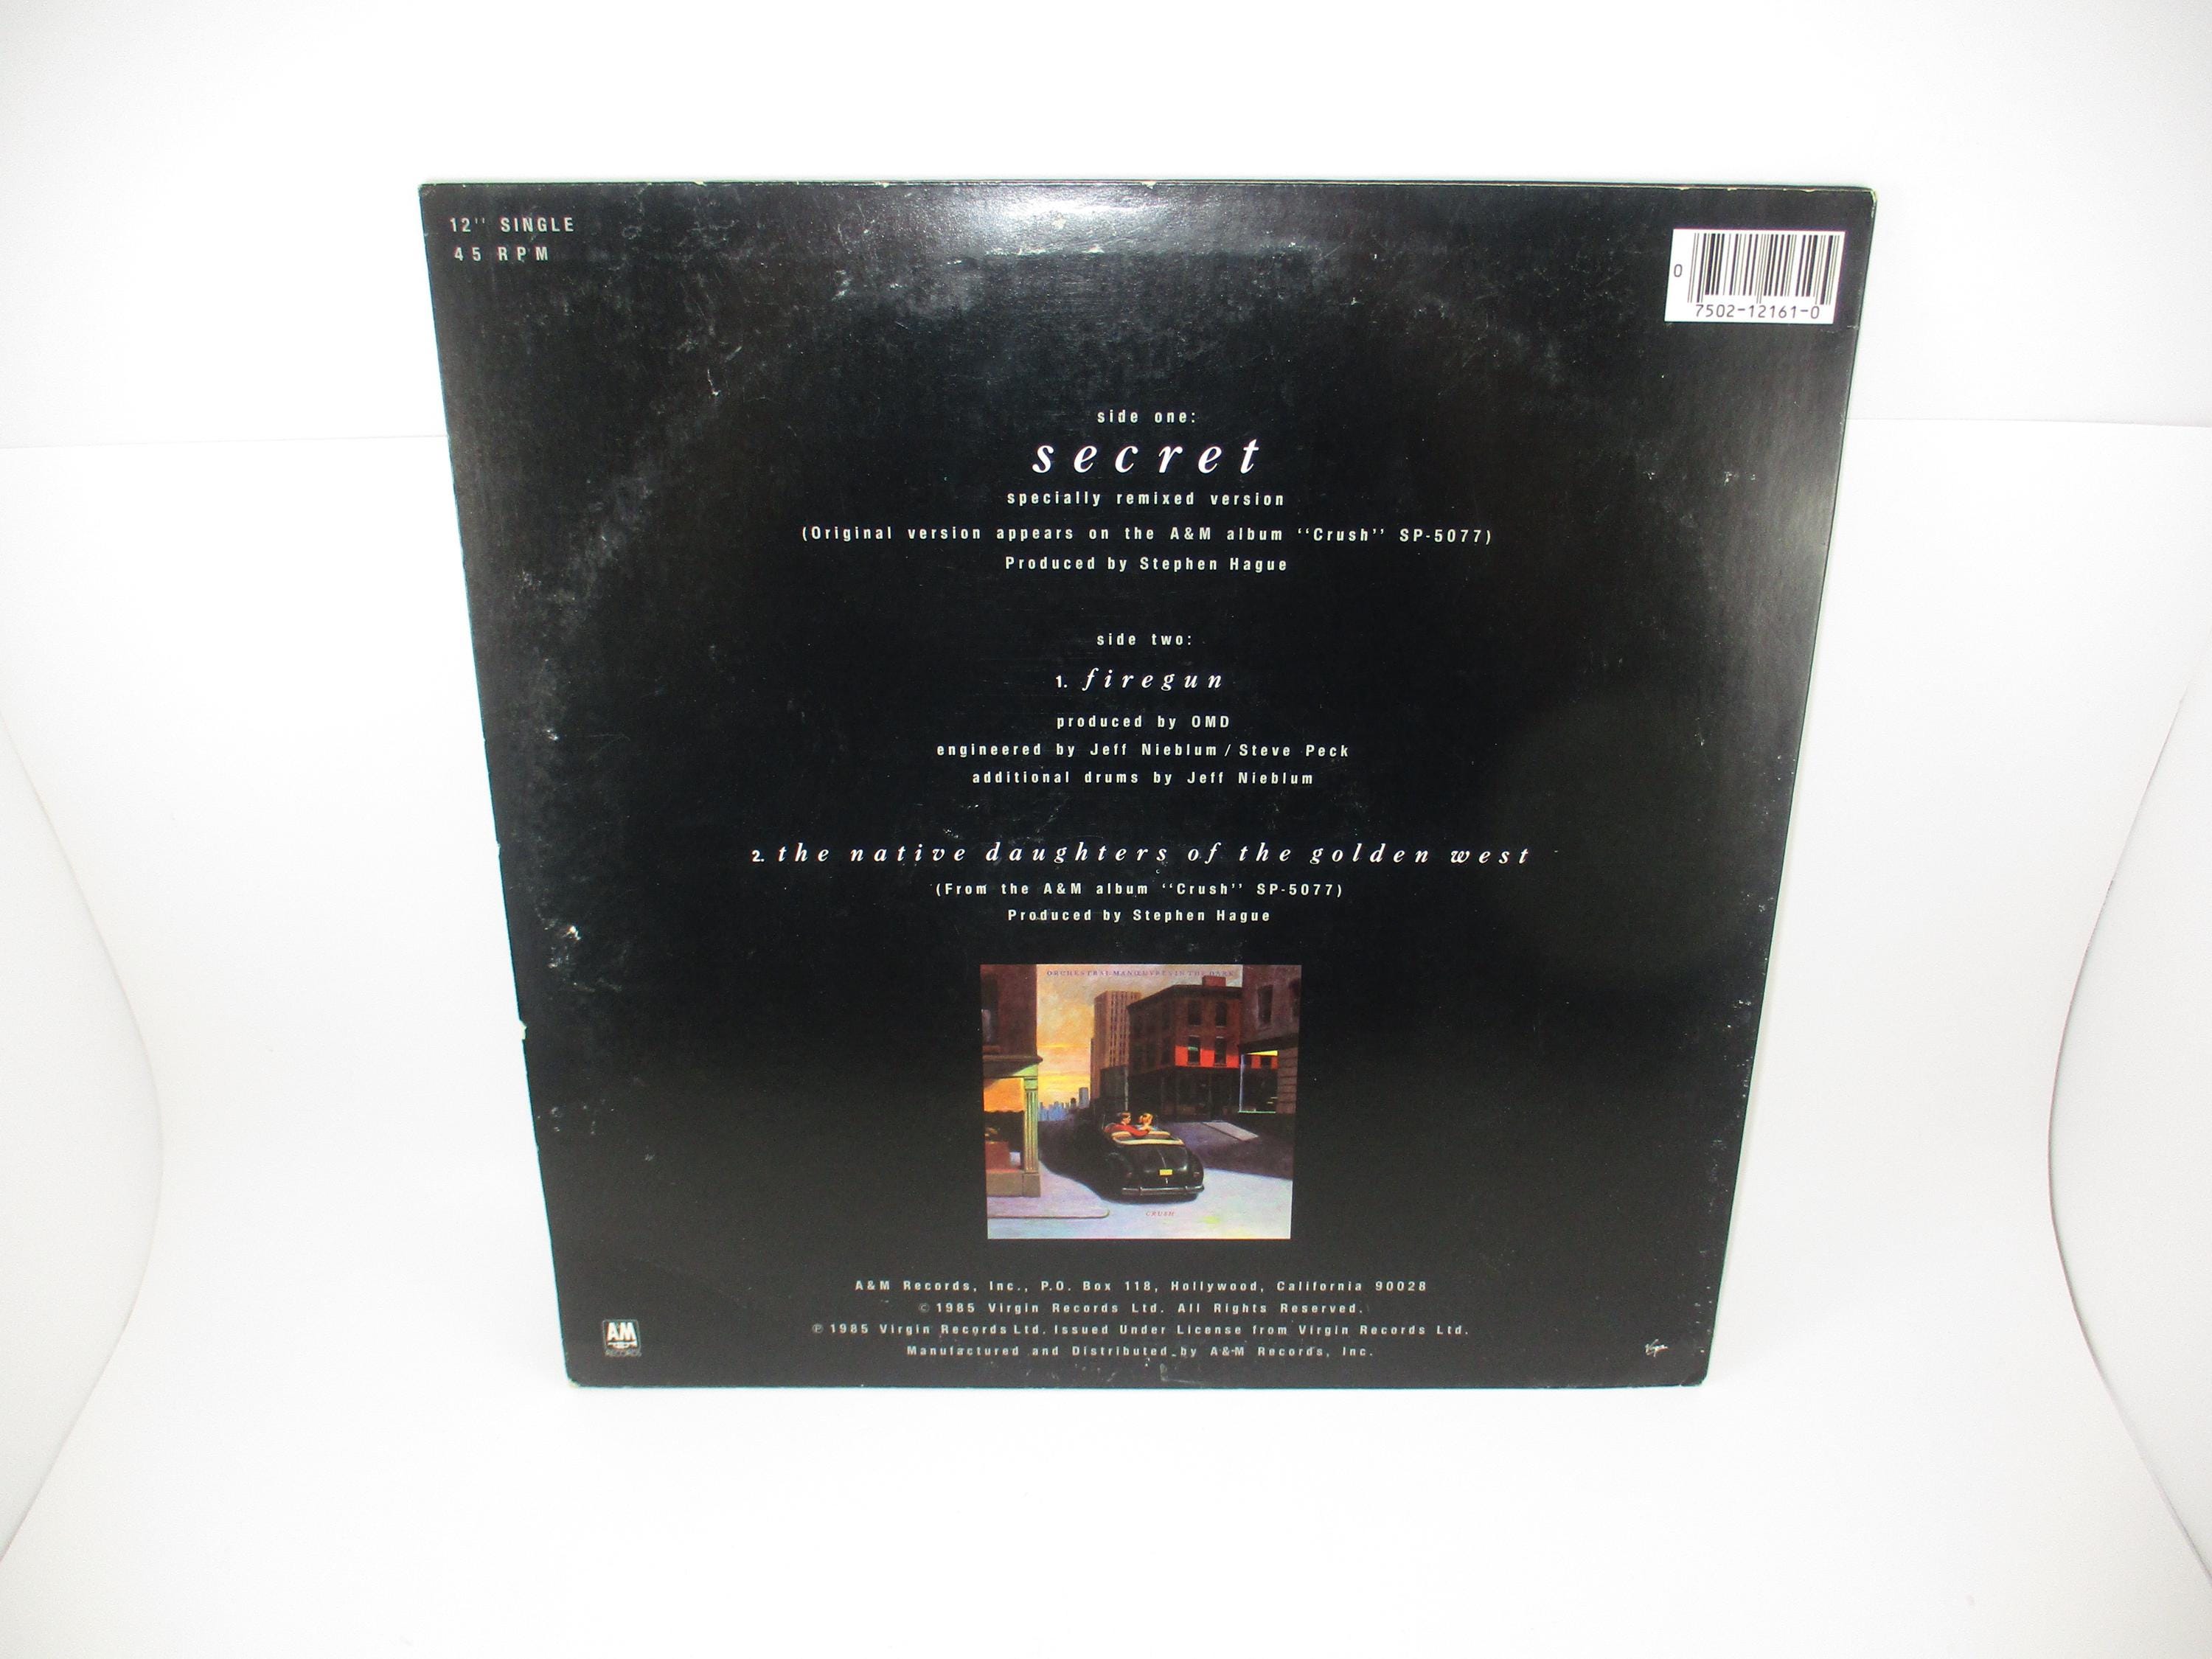 12'' SINGLE
45 RPM
0
7502-12161-0
side one:
secret
specially remixed version
(Original version appears on the A&M album ‘‘Crush’’ SP-5077)
Produced by Stephen Hague
side two:
1. firegun
produced by OMD
engineered by Jeff Nieblum / Steve Peck
additional drums by Jeff Nieblum
2. the native daughters of the golden west
(From the A&M album ‘‘Crush’’ SP-5077)
Produced by Stephen Hague
ORCHESTRAL MANŒUVRES IN THE DARK
CRUSH
A&M Records, Inc., P.O. Box 118, Hollywood, California 90028
© 1985 Virgin Records Ltd. All Rights Reserved.
℗ 1985 Virgin Records Ltd. Issued Under License from Virgin Records Ltd.
Manufactured and Distributed by A&M Records, Inc.
A&M
RECORDS
Virgin